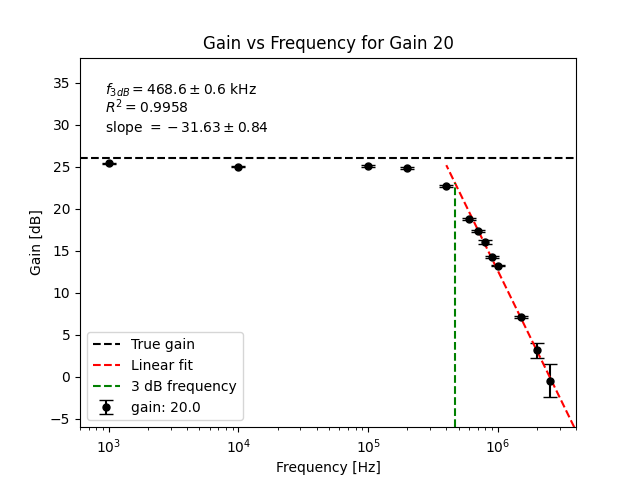 Gain vs Frequency for Gain 20
f3dB = 468.6 ± 0.6 kHz
R² = 0.9958
slope = −31.63 ± 0.84
Gain [dB]
35
30
25
20
15
10
5
0
−5
True gain
Linear fit
3 dB frequency
gain: 20.0
10³ 10⁴ 10⁵ 10⁶
Frequency [Hz]